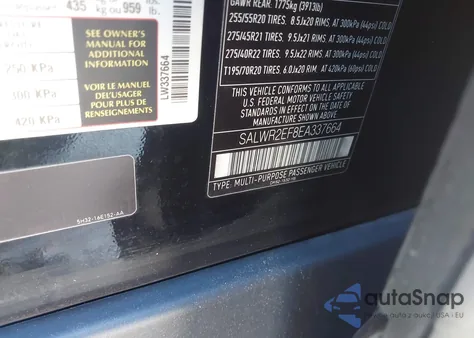 435
kg ou 959 lb.
SEE OWNER'S
MANUAL FOR
ADDITIONAL
INFORMATION
VOIR LE MANUEL
DE L'USAGER
POUR PLUS DE
RENSEIGNEMENTS
250 KPa
300 KPa
420 KPa
LW337664
GAWR REAR. 1775kg (3913lb)
255/55R20 TIRES 8.5Jx20 RIMS. AT 300kPa (44psi) COLD
275/45R21 TIRES 9.5Jx21 RIMS. AT 300kPa (44psi) COLD
275/40R22 TIRES 9.5Jx22 RIMS. AT 300kPa (44psi) COLD
T195/70R20 TIRES 6.0Jx20 RIM. AT 420kPa (60psi) COLD
THIS VEHICLE CONFORMS TO ALL APPLICABLE
U.S. FEDERAL MOTOR VEHICLE SAFETY
STANDARDS IN EFFECT ON THE DATE OF
MANUFACTURE SHOWN ABOVE
SALWR2EF8EA337664
TYPE: MULTI-PURPOSE PASSENGER VEHICLE
autoSnap